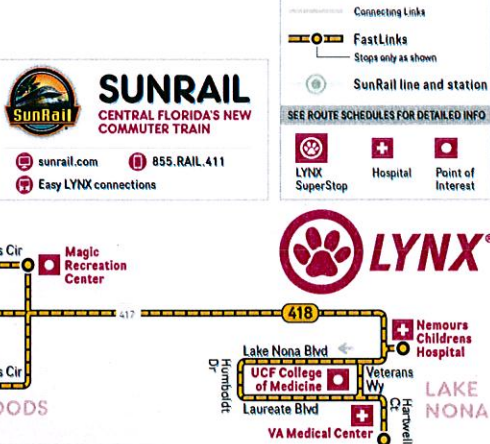 Connecting Links
FastLinks
Stops only as shown
SunRail line and station
SEE ROUTE SCHEDULES FOR DETAILED INFO
LYNX
SuperStop
Hospital
Point of
Interest
SunRail
SUNRAIL
CENTRAL FLORIDA'S NEW
COMMUTER TRAIN
sunrail.com
855.RAIL.411
Easy LYNX connections
LYNX®
s Cir
Magic
Recreation
Center
417
418
Nemours
Childrens
Hospital
s Cir
Lake Nona Blvd
Humboldt
Dr
UCF College
of Medicine
Veterans
Wy
Laureate Blvd
VA Medical Center
Hartwell
Ct
LAKE
NONA
OODS